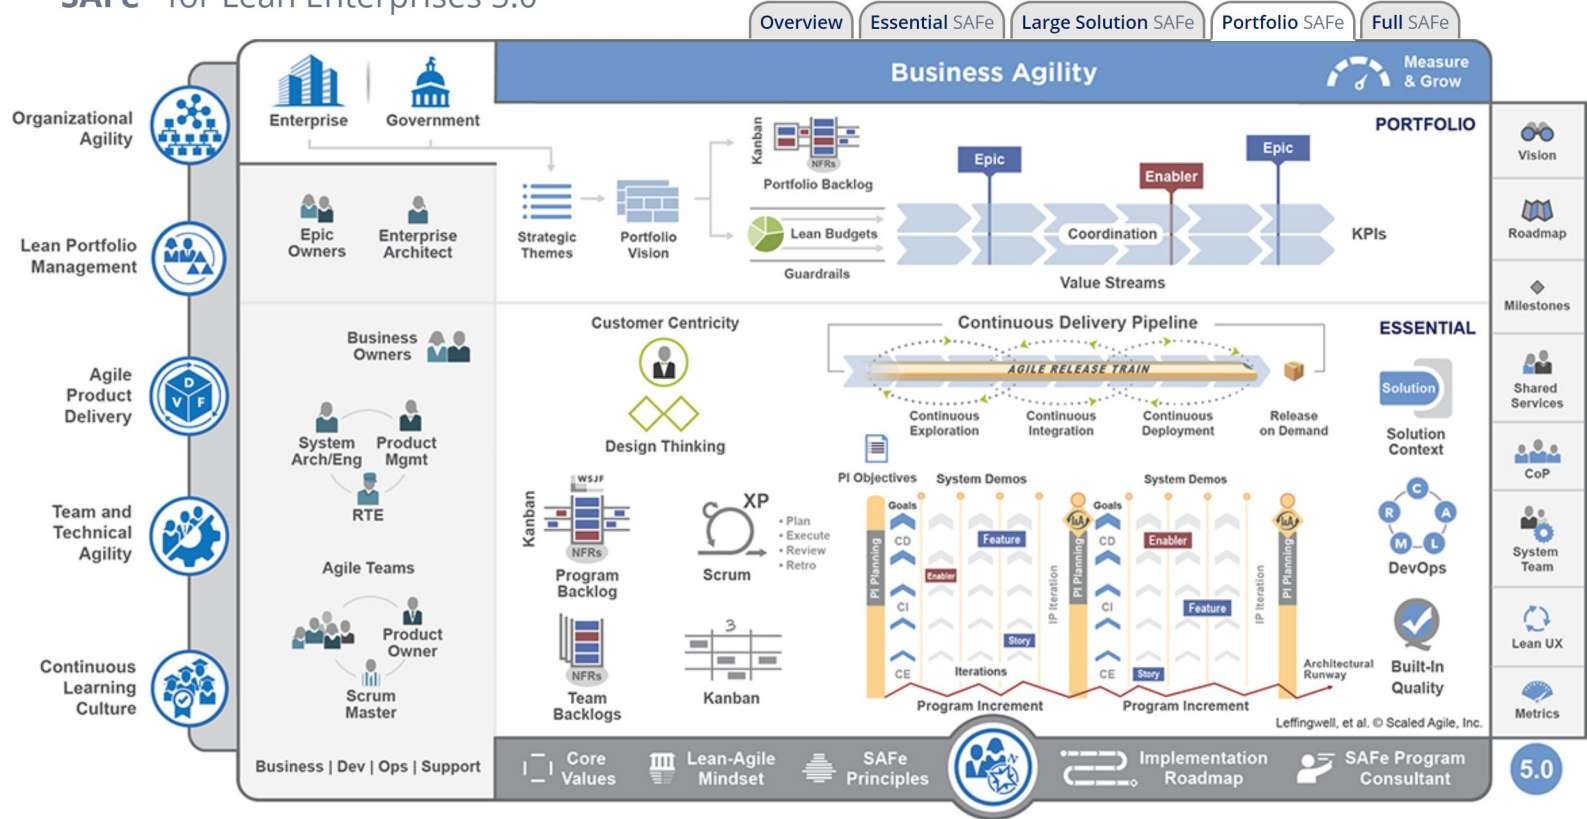 SAFe for Lean Enterprises 5.0
Overview
Essential SAFe
Large Solution SAFe
Portfolio SAFe
Full SAFe
Business Agility
Measure
& Grow
Organizational
Agility
Lean Portfolio
Management
Agile
Product
Delivery
Team and
Technical
Agility
Continuous
Learning
Culture
D
V
F
Enterprise
Government
Epic
Owners
Enterprise
Architect
Business
Owners
System
Arch/Eng
Product
Mgmt
RTE
Agile Teams
Product
Owner
Scrum
Master
Business | Dev | Ops | Support
PORTFOLIO
Strategic
Themes
Portfolio
Vision
Kanban
NFRs
Portfolio Backlog
Lean Budgets
Guardrails
Epic
Enabler
Epic
Coordination
KPIs
Value Streams
ESSENTIAL
Customer Centricity
Design Thinking
Continuous Delivery Pipeline
AGILE RELEASE TRAIN
Continuous
Exploration
Continuous
Integration
Continuous
Deployment
Release
on Demand
Solution
Solution
Context
Kanban
WSJF
NFRs
Program
Backlog
XP
Scrum
• Plan
• Execute
• Review
• Retro
NFRs
Team
Backlogs
3
Kanban
PI Objectives
System Demos
System Demos
Goals
CD
CI
CE
PI Planning
Enabler
Feature
Story
Iterations
IP Iteration
I&A
PI Planning
Goals
CD
CI
CE
Enabler
Feature
Story
IP Iteration
I&A
PI Planning
Program Increment
Program Increment
Architectural
Runway
C
A
L
M
R
DevOps
Built-In
Quality
Leffingwell, et al. © Scaled Agile, Inc.
Core
Values
Lean-Agile
Mindset
SAFe
Principles
N
Implementation
Roadmap
SAFe Program
Consultant
Vision
Roadmap
Milestones
Shared
Services
CoP
System
Team
Lean UX
Metrics
5.0